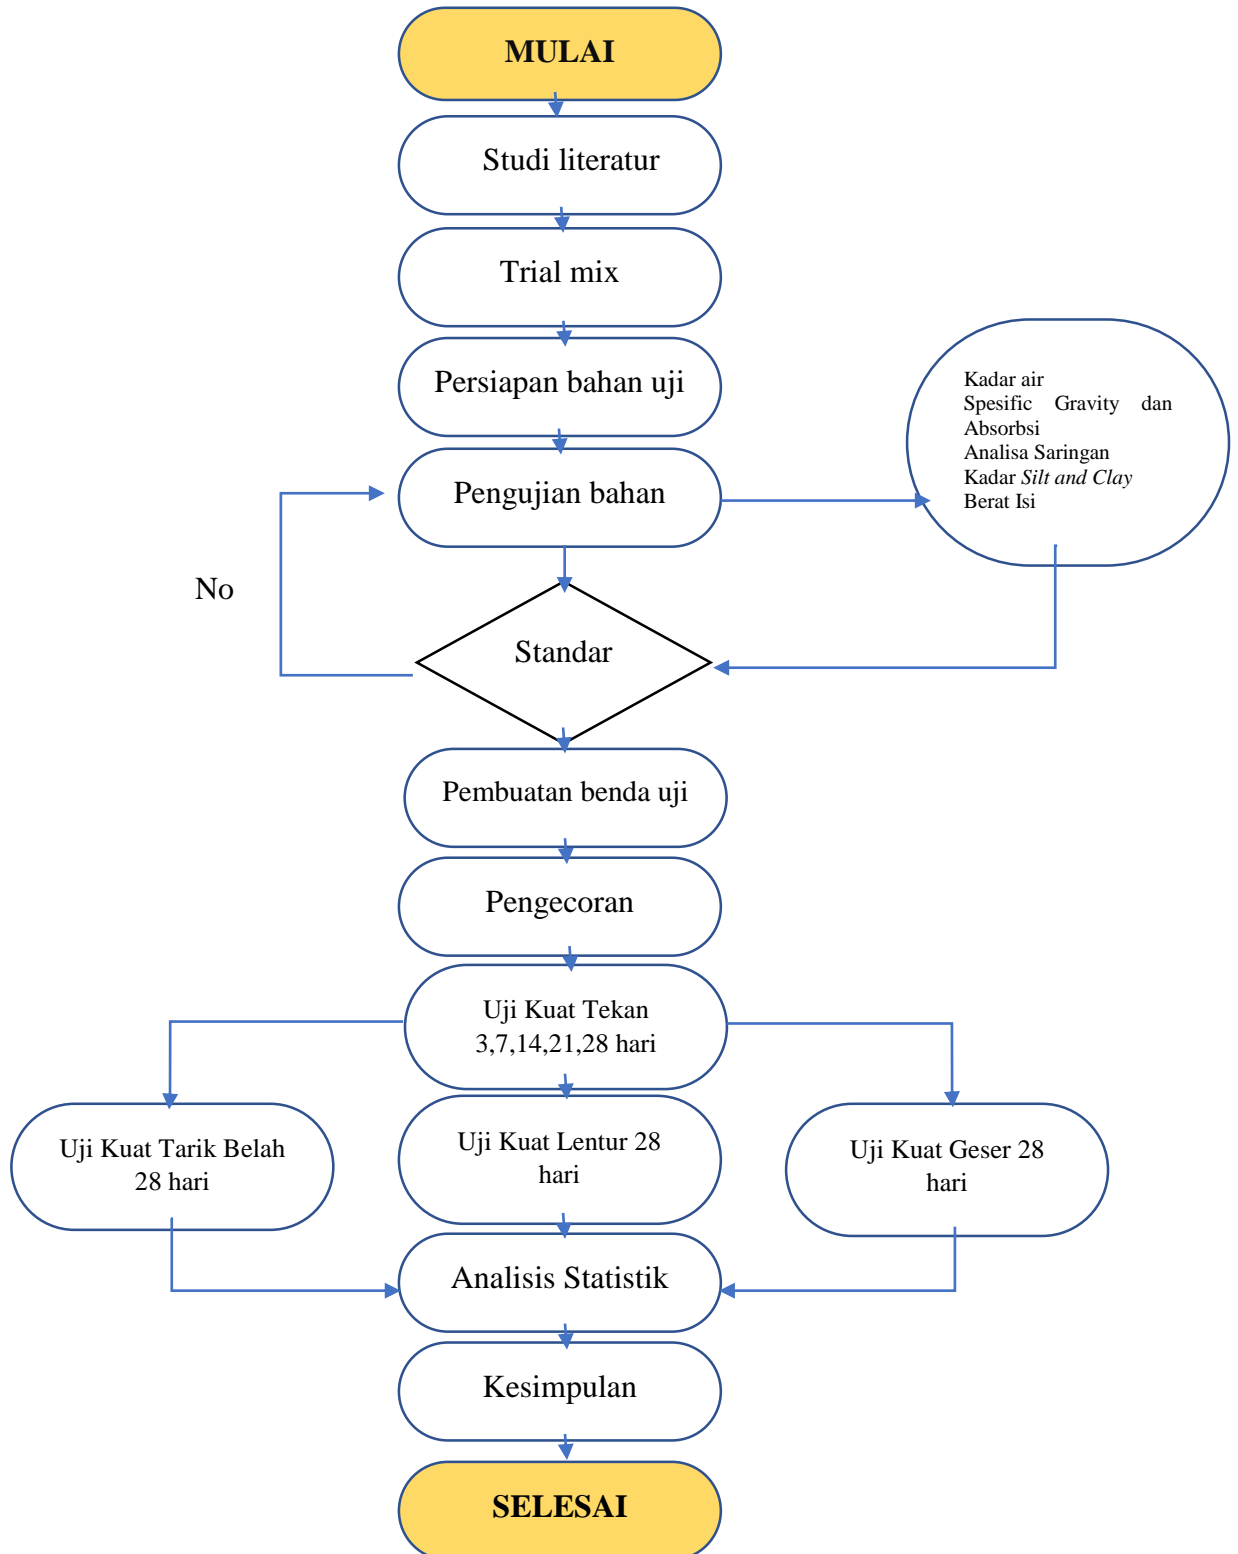 MULAI
Studi literatur
Trial mix
Persiapan bahan uji
Pengujian bahan
Kadar air
Spesific Gravity dan
Absorbsi
Analisa Saringan
Kadar Silt and Clay
Berat Isi
No
Standar
Pembuatan benda uji
Pengecoran
Uji Kuat Tekan
3,7,14,21,28 hari
Uji Kuat Tarik Belah
28 hari
Uji Kuat Lentur 28
hari
Uji Kuat Geser 28
hari
Analisis Statistik
Kesimpulan
SELESAI